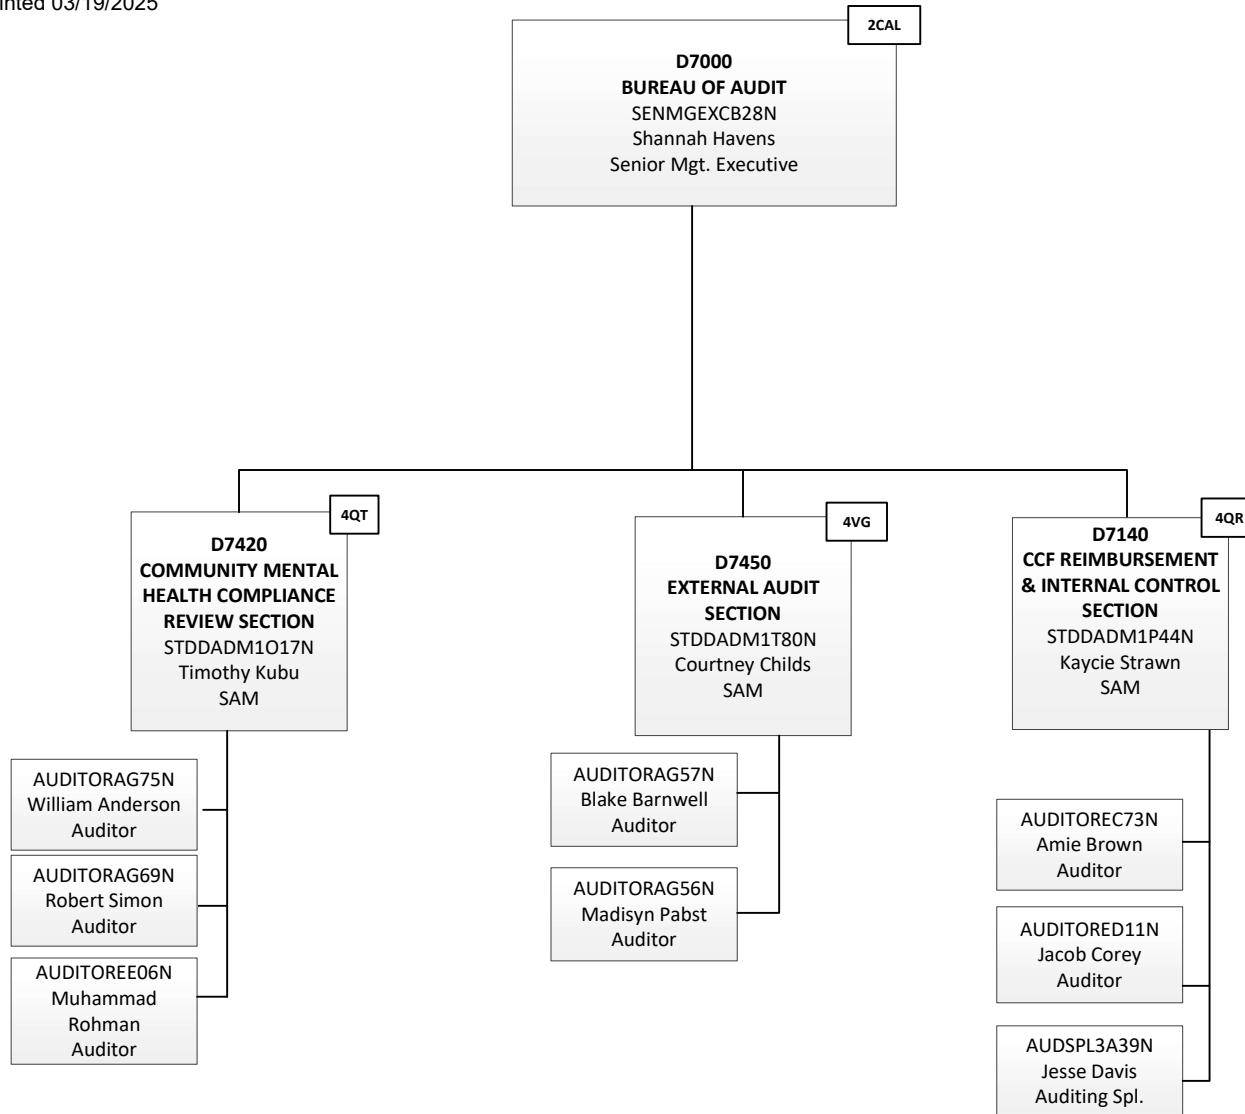 inted 03/19/2025
2CAL
D7000
BUREAU OF AUDIT
SENMGEXCB28N
Shannah Havens
Senior Mgt. Executive
4QT
D7420
COMMUNITY MENTAL
HEALTH COMPLIANCE
REVIEW SECTION
STDDADM1O17N
Timothy Kubu
SAM
AUDITORAG75N
William Anderson
Auditor
AUDITORAG69N
Robert Simon
Auditor
AUDITOREE06N
Muhammad
Rohman
Auditor
4VG
D7450
EXTERNAL AUDIT
SECTION
STDDADM1T80N
Courtney Childs
SAM
AUDITORAG57N
Blake Barnwell
Auditor
AUDITORAG56N
Madisyn Pabst
Auditor
4QR
D7140
CCF REIMBURSEMENT
& INTERNAL CONTROL
SECTION
STDDADM1P44N
Kaycie Strawn
SAM
AUDITOREC73N
Amie Brown
Auditor
AUDITORED11N
Jacob Corey
Auditor
AUDSPL3A39N
Jesse Davis
Auditing Spl.